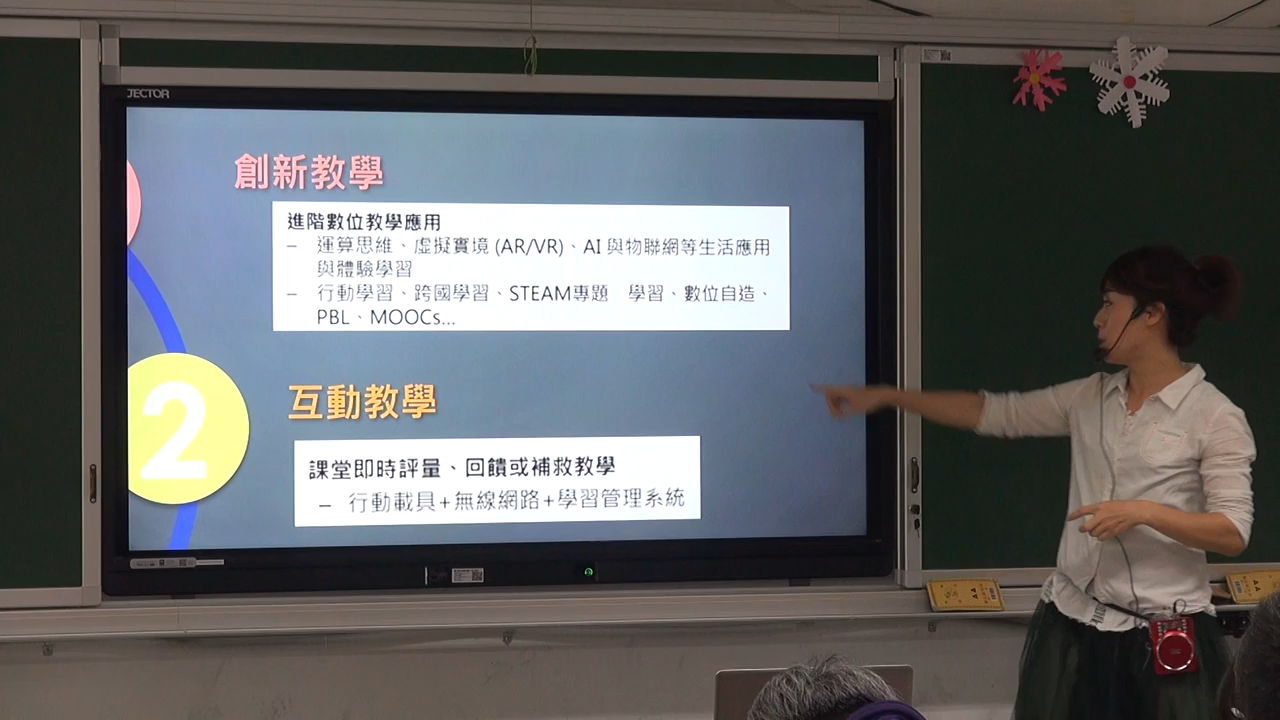 JECTOR
創新教學
進階數位教學應用
– 運算思維、虛擬實境 (AR/VR)、AI 與物聯網等生活應用
與體驗學習
– 行動學習、跨國學習、STEAM專題 學習、數位自造、
PBL、MOOCs...
2
互動教學
課堂即時評量、回饋或補救教學
– 行動載具+無線網路+學習管理系統